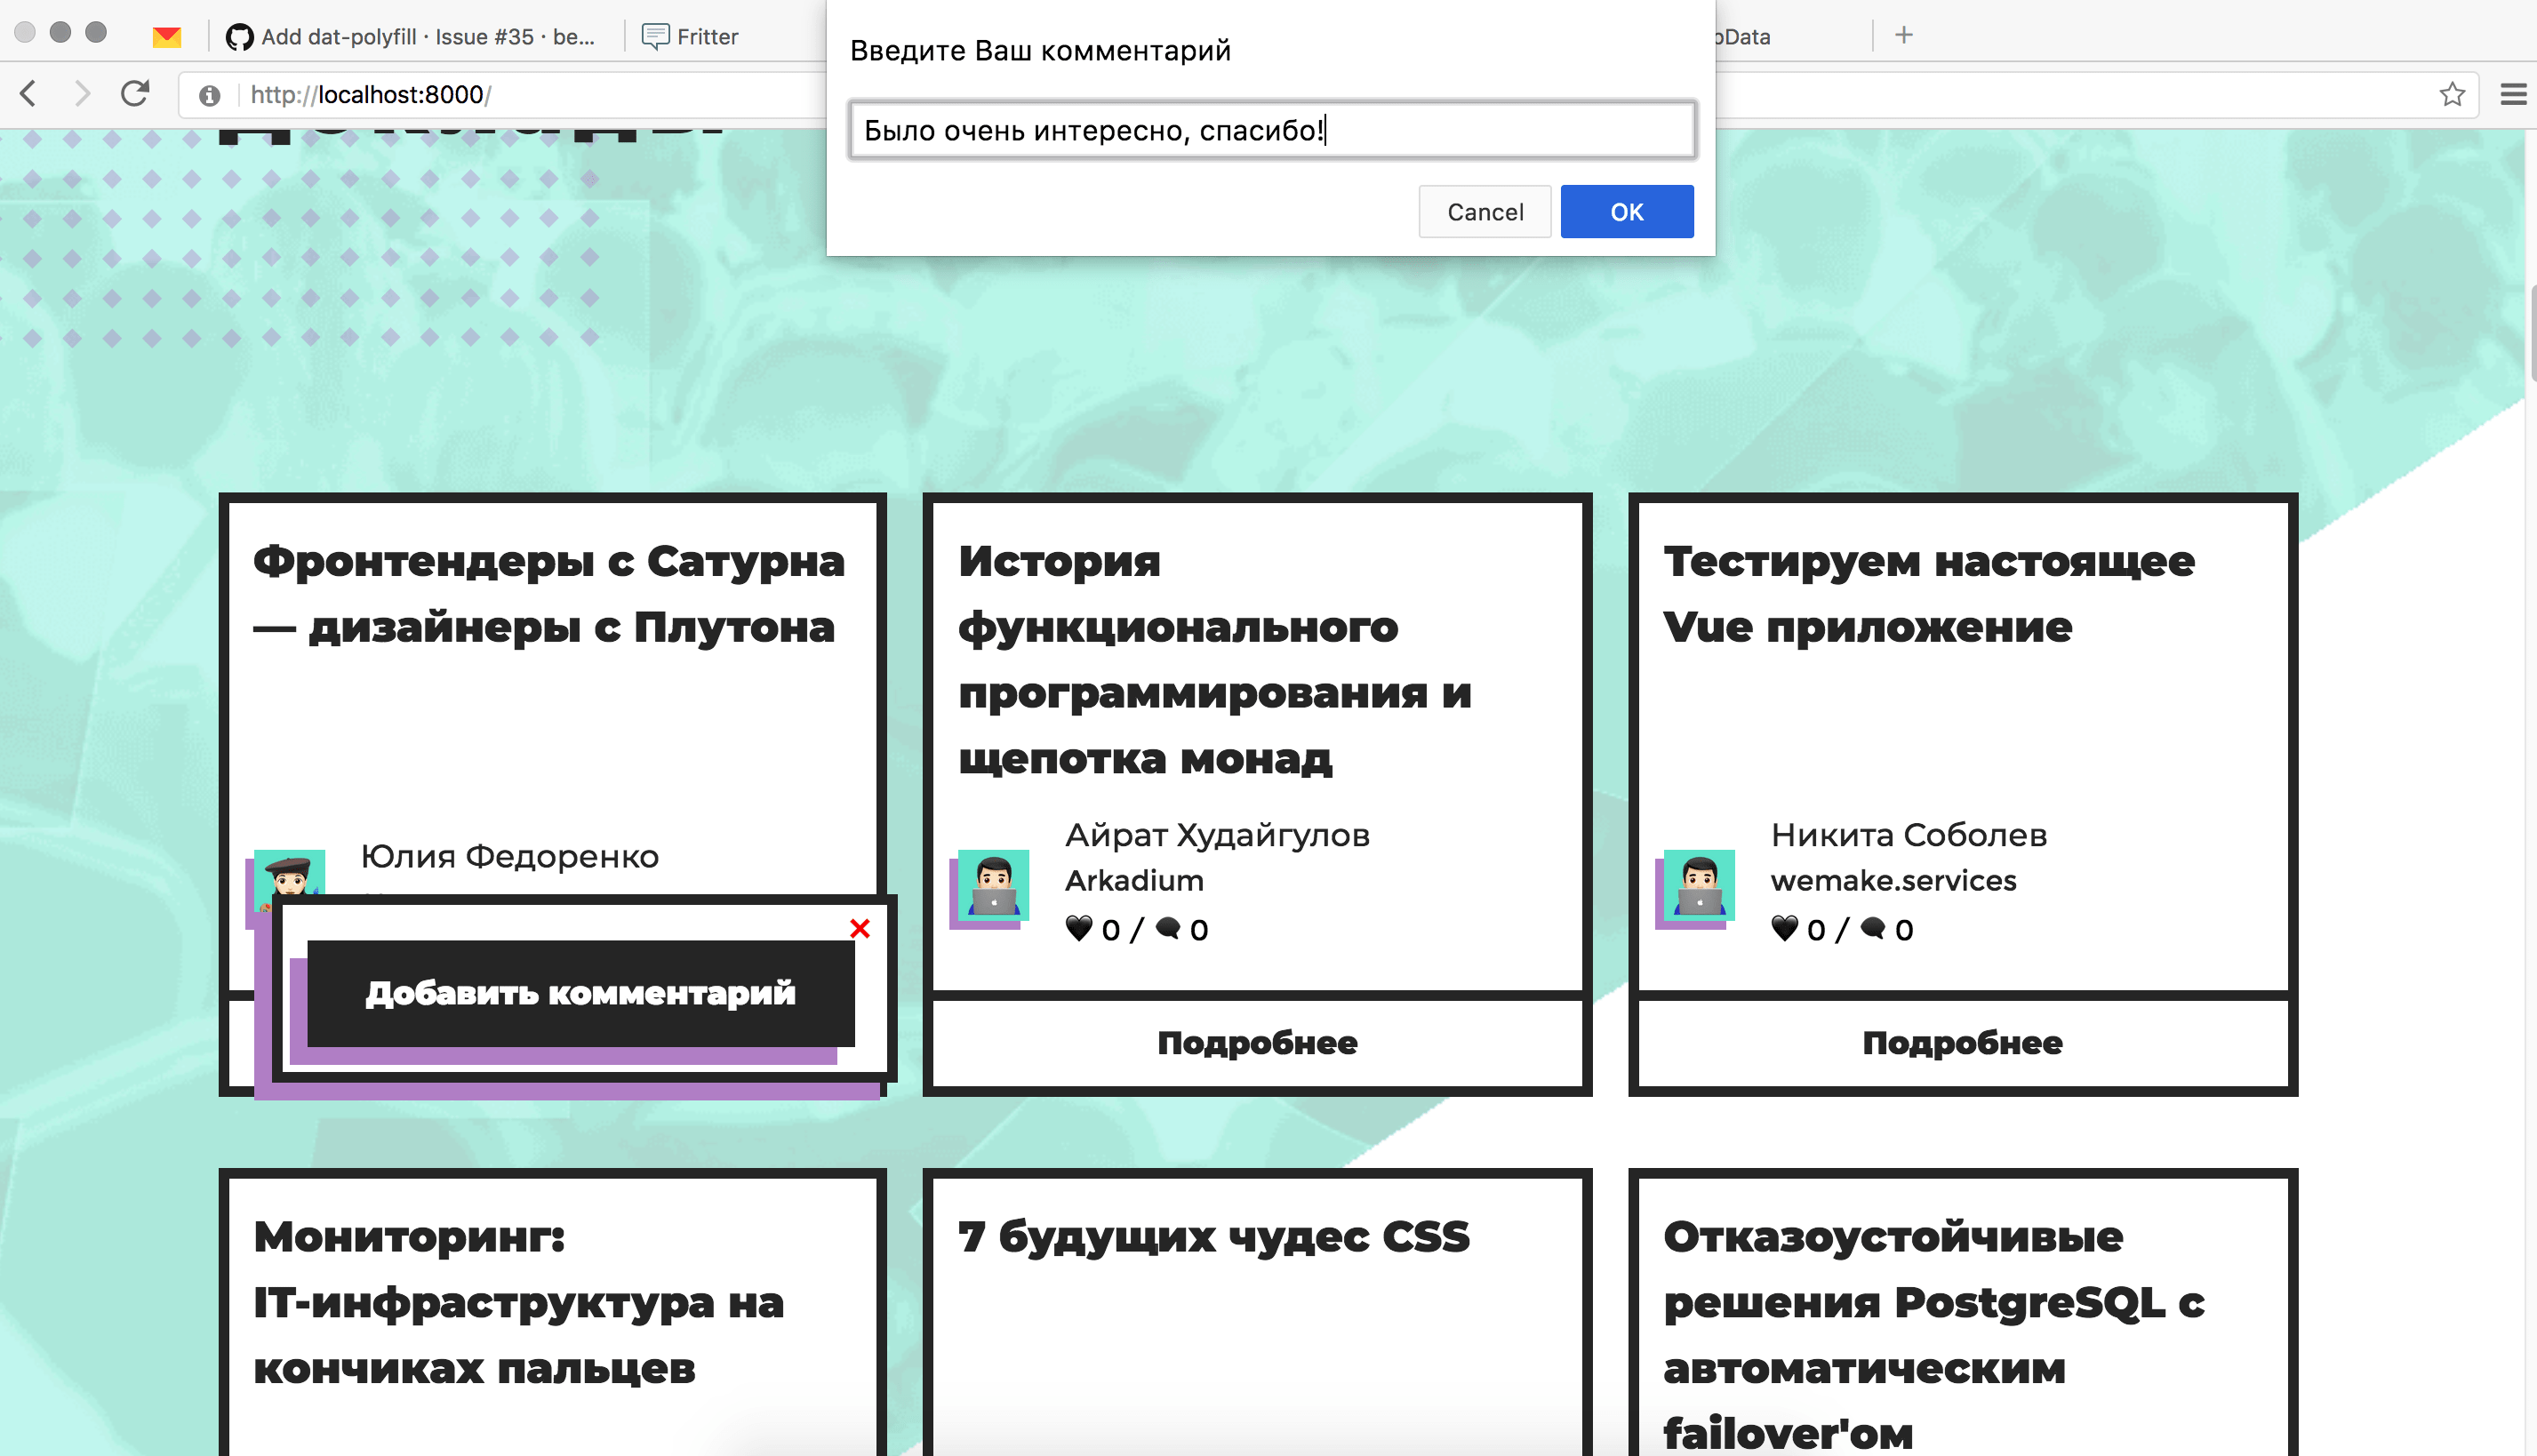 Add dat-polyfill · Issue #35 · be...
Fritter
Data
http://localhost:8000/
Введите Ваш комментарий
Было очень интересно, спасибо!
Cancel
OK
Фронтендеры с Сатурна
— дизайнеры с Плутона
Юлия Федоренко
Добавить комментарий
История
функционального
программирования и
щепотка монад
Айрат Худайгулов
Arkadium
0 / 0
Подробнее
Тестируем настоящее
Vue приложение
Никита Соболев
wemake.services
0 / 0
Подробнее
Мониторинг:
IT-инфраструктура на
кончиках пальцев
7 будущих чудес CSS
Отказоустойчивые
решения PostgreSQL с
автоматическим
failover'ом